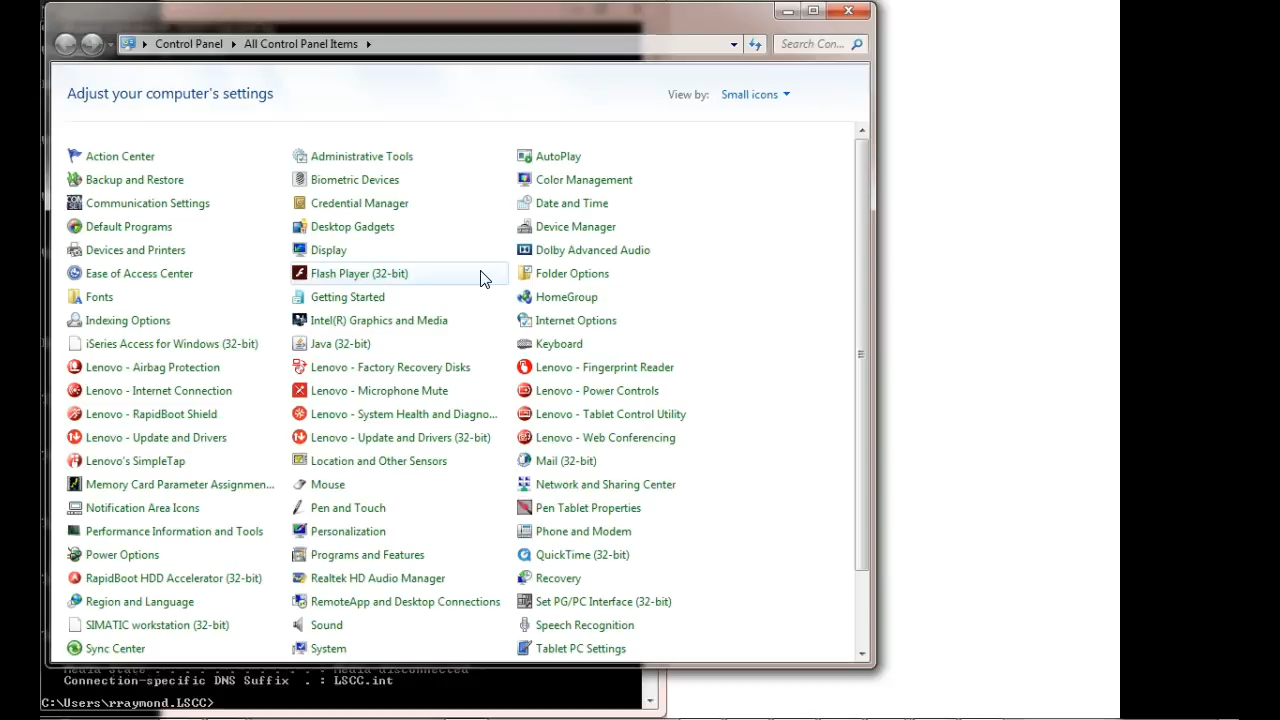 Control Panel All Control Panel Items Search Con...
Adjust your computer's settings View by: Small icons
Action Center Administrative Tools AutoPlay
Backup and Restore Biometric Devices Color Management
Communication Settings Credential Manager Date and Time
Default Programs Desktop Gadgets Device Manager
Devices and Printers Display Dolby Advanced Audio
Ease of Access Center Flash Player (32-bit) Folder Options
Fonts Getting Started HomeGroup
Indexing Options Intel(R) Graphics and Media Internet Options
iSeries Access for Windows (32-bit) Java (32-bit) Keyboard
Lenovo - Airbag Protection Lenovo - Factory Recovery Disks Lenovo - Fingerprint Reader
Lenovo - Internet Connection Lenovo - Microphone Mute Lenovo - Power Controls
Lenovo - RapidBoot Shield Lenovo - System Health and Diagno... Lenovo - Tablet Control Utility
Lenovo - Update and Drivers Lenovo - Update and Drivers (32-bit) Lenovo - Web Conferencing
Lenovo's SimpleTap Location and Other Sensors Mail (32-bit)
Memory Card Parameter Assignmen... Mouse Network and Sharing Center
Notification Area Icons Pen and Touch Pen Tablet Properties
Performance Information and Tools Personalization Phone and Modem
Power Options Programs and Features QuickTime (32-bit)
RapidBoot HDD Accelerator (32-bit) Realtek HD Audio Manager Recovery
Region and Language RemoteApp and Desktop Connections Set PG/PC Interface (32-bit)
SIMATIC workstation (32-bit) Sound Speech Recognition
Sync Center System Tablet PC Settings
Media State . . . . . . . . . . . : Media disconnected
Connection-specific DNS Suffix . : LSCC.int
C:\Users\rraymond.LSCC>